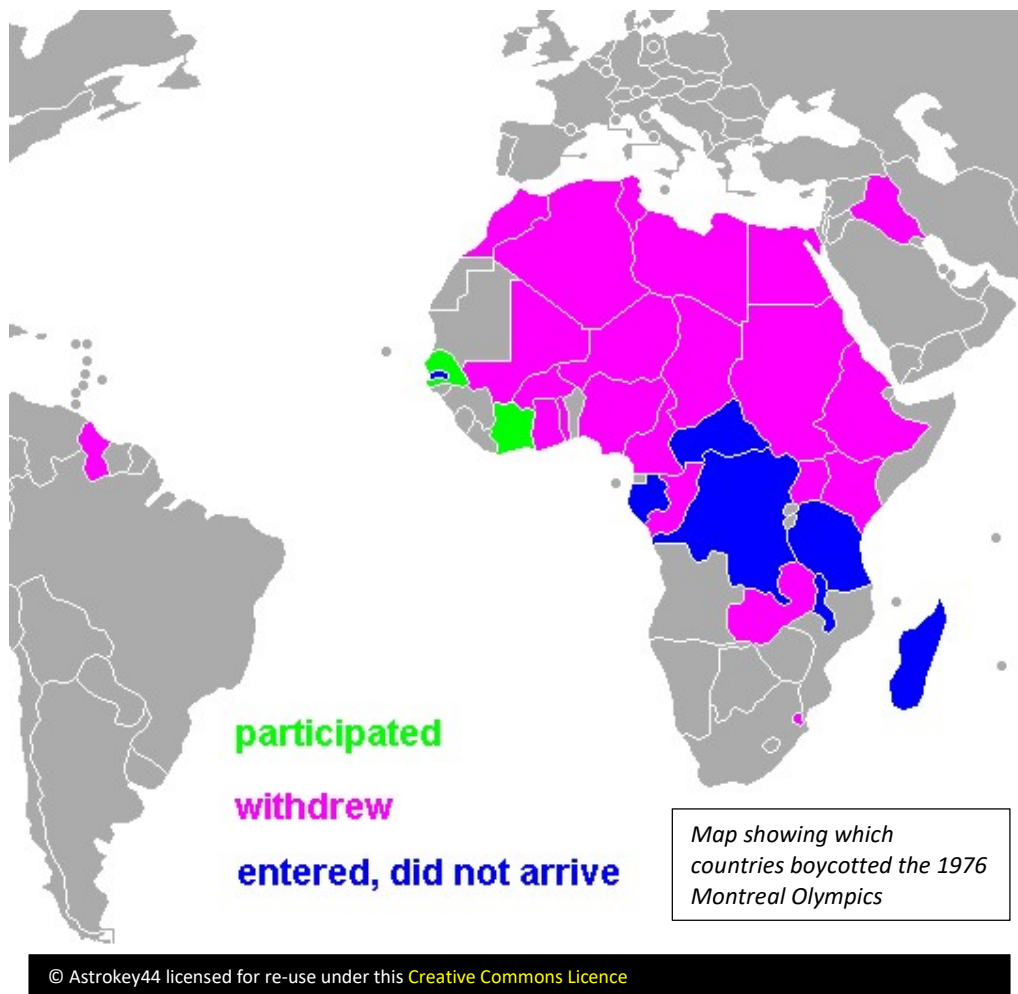 participated
withdrew
entered, did not arrive
Map showing which
countries boycotted the 1976
Montreal Olympics
© Astrokey44 licensed for re-use under this Creative Commons Licence